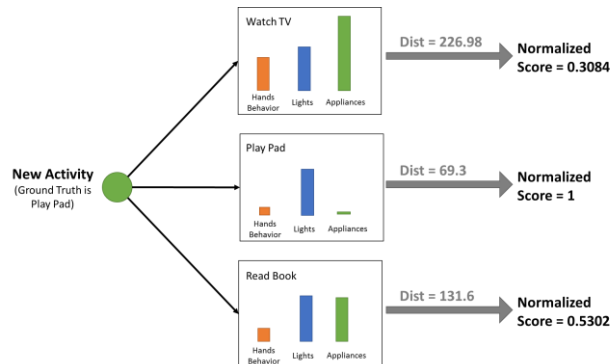 Watch TV
Hands
Behavior
Lights
Appliances
Dist = 226.98
Normalized
Score = 0.3084
New Activity
(Ground Truth is
Play Pad)
Play Pad
Hands
Behavior
Lights
Appliances
Dist = 69.3
Normalized
Score = 1
Read Book
Hands
Behavior
Lights
Appliances
Dist = 131.6
Normalized
Score = 0.5302